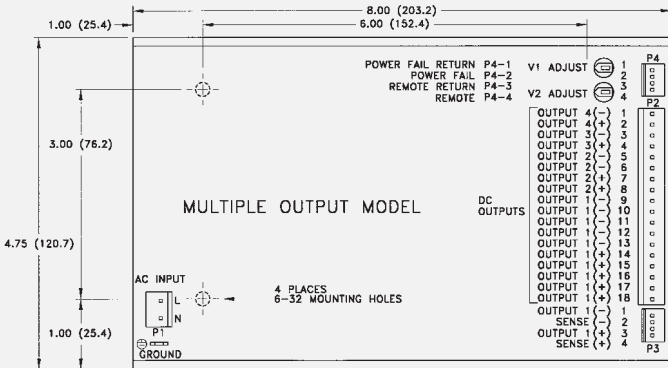 8.00 (203.2)
1.00 (25.4)
6.00 (152.4)
POWER FAIL RETURN P4-1
POWER FAIL P4-2
REMOTE RETURN P4-3
REMOTE P4-4
V1 ADJUST
V2 ADJUST
1
2
3
4
P4
P2
OUTPUT 4(-) 1
OUTPUT 4(+) 2
OUTPUT 3(-) 3
OUTPUT 3(+) 4
OUTPUT 2(-) 5
OUTPUT 2(-) 6
OUTPUT 2(+) 7
OUTPUT 2(+) 8
OUTPUT 1(-) 9
OUTPUT 1(-) 10
OUTPUT 1(-) 11
OUTPUT 1(-) 12
OUTPUT 1(-) 13
OUTPUT 1(+) 14
OUTPUT 1(+) 15
OUTPUT 1(+) 16
OUTPUT 1(+) 17
OUTPUT 1(+) 18
DC
OUTPUTS
3.00 (76.2)
MULTIPLE OUTPUT MODEL
4.75 (120.7)
AC INPUT
L
N
P1
GROUND
4 PLACES
6-32 MOUNTING HOLES
1.00 (25.4)
OUTPUT 1(-) 1
SENSE (-) 2
OUTPUT 1(+) 3
SENSE (+) 4
P3